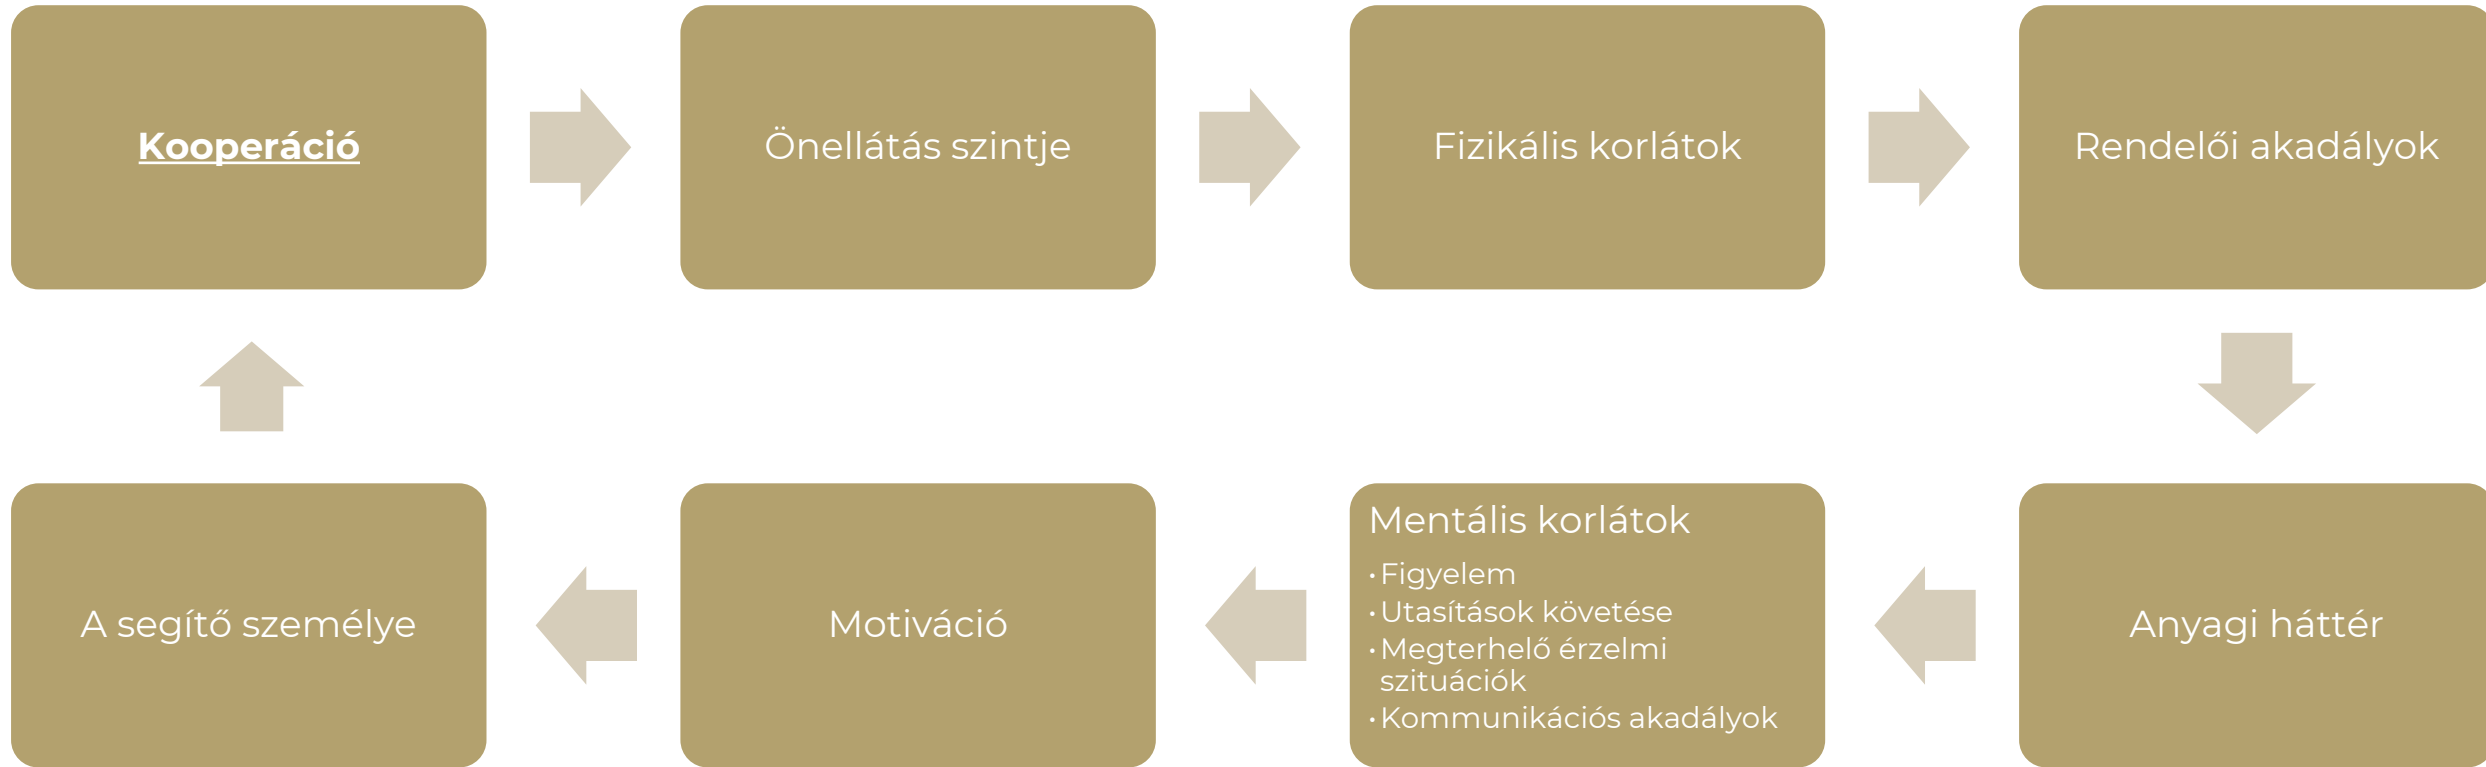 Kooperáció
Önellátás szintje
Fizikális korlátok
Rendelői akadályok
Anyagi háttér
Mentális korlátok
• Figyelem
• Utasítások követése
• Megterhelő érzelmi
szituációk
• Kommunikációs akadályok
Motiváció
A segítő személye